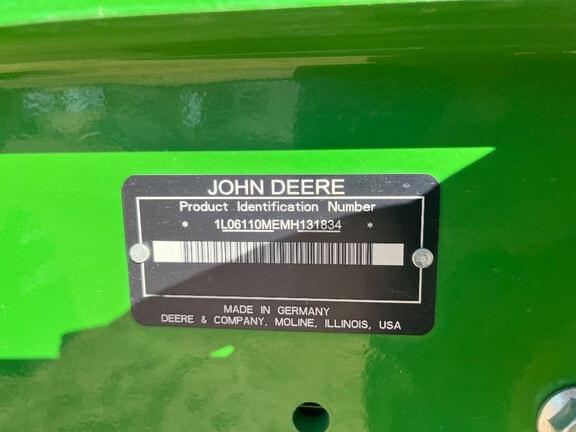 JOHN DEERE
Product Identification Number
* 1L06110MEMH131834 *
MADE IN GERMANY
DEERE & COMPANY, MOLINE, ILLINOIS, USA